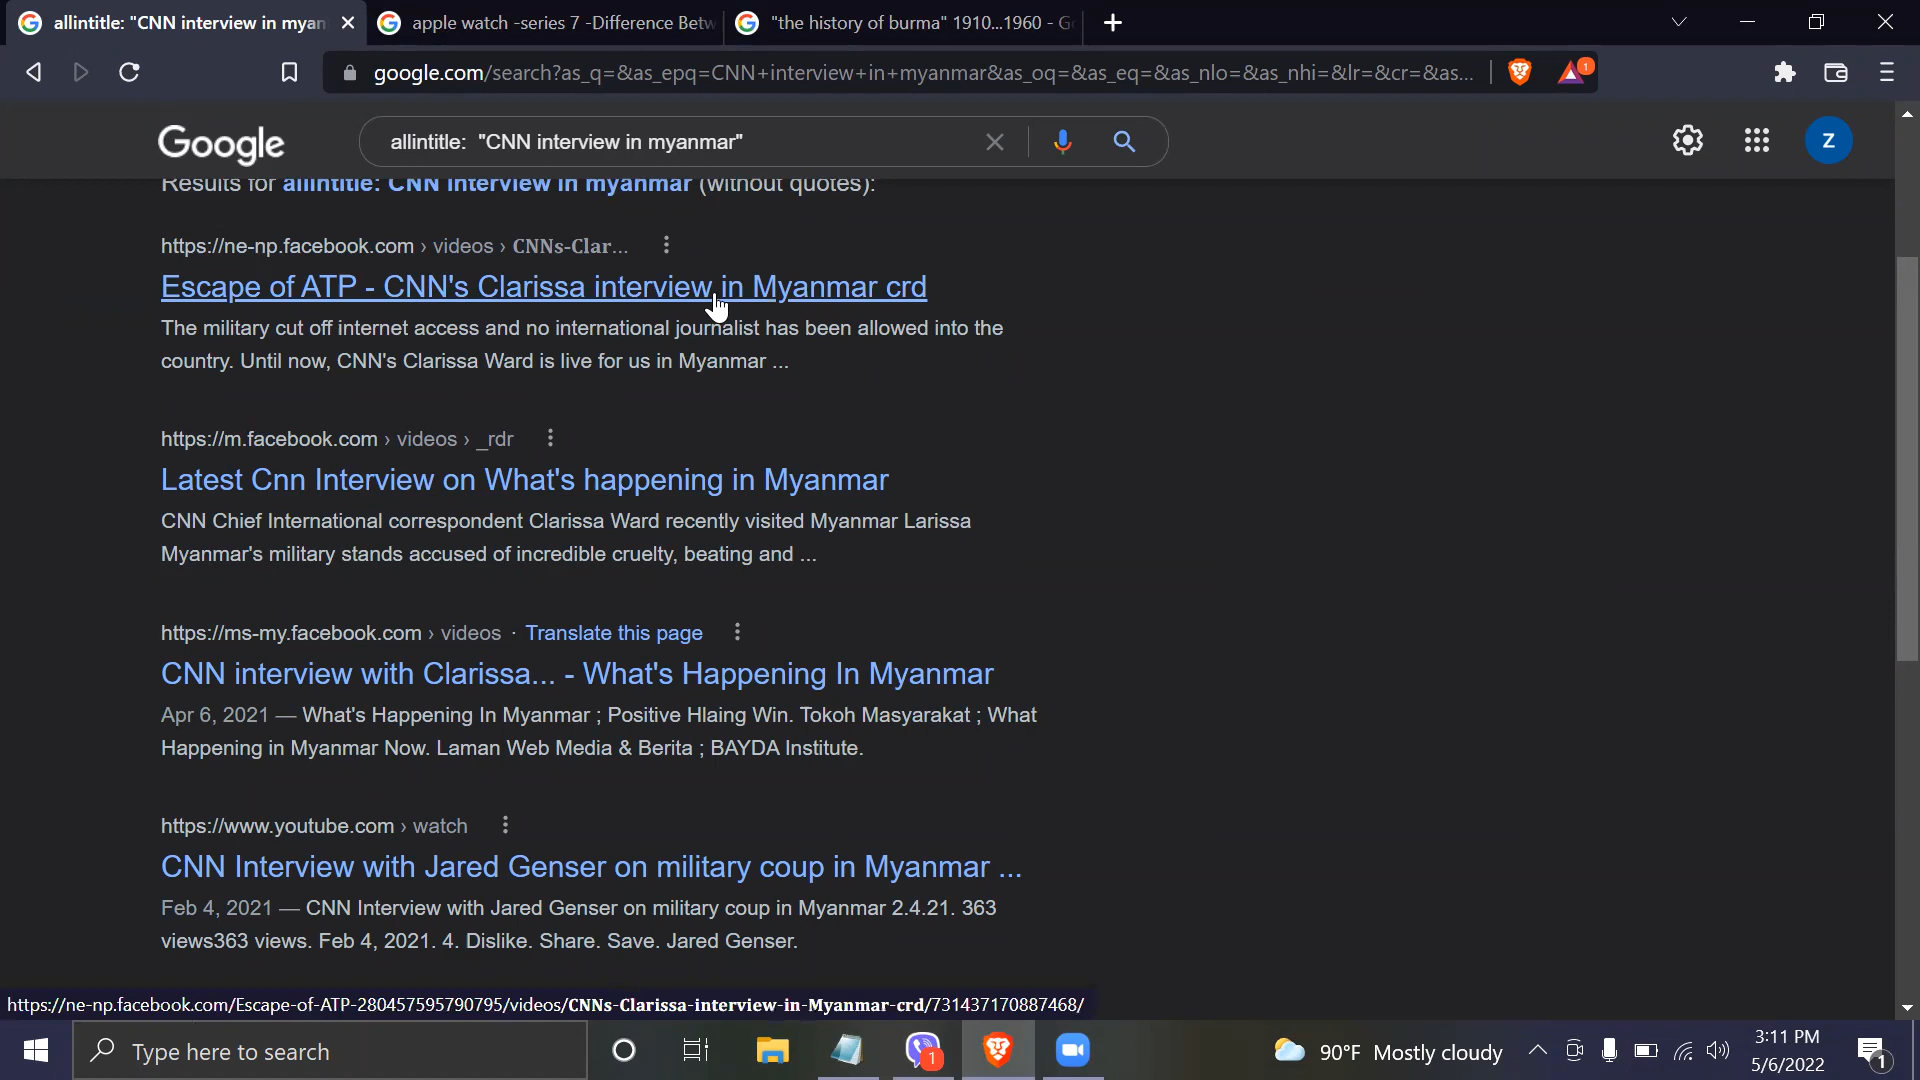 allintitle: "CNN interview in myan
apple watch -series 7 -Difference Betw
"the history of burma" 1910...1960 - G
google.com/search?as_q=&as_epq=CNN+interview+in+myanmar&as_oq=&as_eq=&as_nlo=&as_nhi=&lr=&cr=&as...
1
Google
allintitle: "CNN interview in myanmar"
Z
Results for allintitle: CNN interview in myanmar (without quotes):
https://ne-np.facebook.com › videos › CNNs-Clar...
Escape of ATP - CNN's Clarissa interview in Myanmar crd
The military cut off internet access and no international journalist has been allowed into the
country. Until now, CNN's Clarissa Ward is live for us in Myanmar ...
https://m.facebook.com › videos › _rdr
Latest Cnn Interview on What's happening in Myanmar
CNN Chief International correspondent Clarissa Ward recently visited Myanmar Larissa
Myanmar's military stands accused of incredible cruelty, beating and ...
https://ms-my.facebook.com › videos · Translate this page
CNN interview with Clarissa... - What's Happening In Myanmar
Apr 6, 2021 — What's Happening In Myanmar ; Positive Hlaing Win. Tokoh Masyarakat ; What
Happening in Myanmar Now. Laman Web Media & Berita ; BAYDA Institute.
https://www.youtube.com › watch
CNN Interview with Jared Genser on military coup in Myanmar ...
Feb 4, 2021 — CNN Interview with Jared Genser on military coup in Myanmar 2.4.21. 363
views363 views. Feb 4, 2021. 4. Dislike. Share. Save. Jared Genser.
https://ne-np.facebook.com/Escape-of-ATP-280457595790795/videos/CNNs-Clarissa-interview-in-Myanmar-crd/731437170887468/
Type here to search
1
90°F Mostly cloudy
3:11 PM
5/6/2022
1